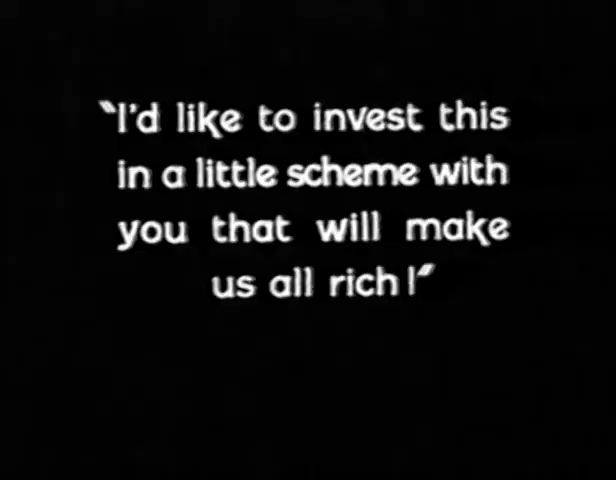 "I'd like to invest this
in a little scheme with
you that will make
us all rich!"